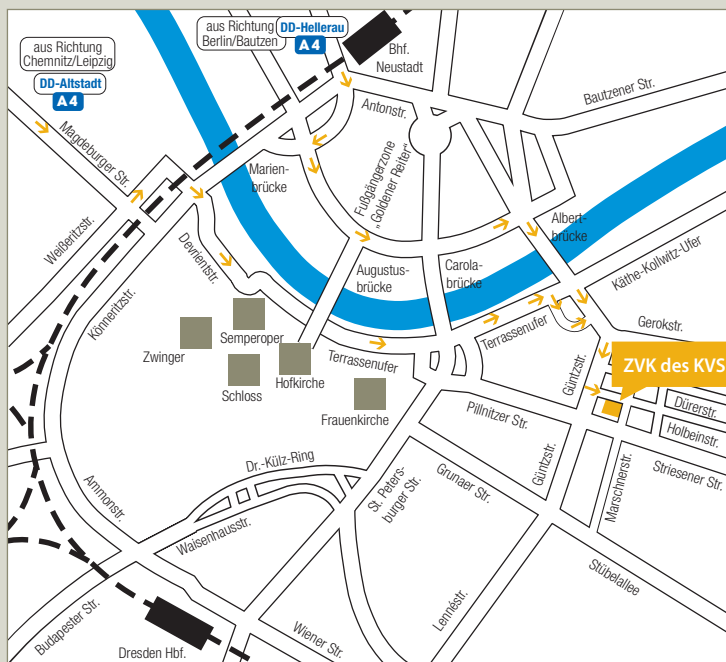 aus Richtung
Chemnitz/Leipzig
DD-Altstadt
A 4
aus Richtung
Berlin/Bautzen
DD-Hellerau
A 4
Bhf.
Neustadt
Bautzener Str.
Antonstr.
Magdeburger Str.
Marien-
brücke
Fußgängerzone
„Goldener Reiter“
Albert-
brücke
Weißeritzstr.
Devrientstr.
Augustus-
brücke
Carola-
brücke
Käthe-Kollwitz-Ufer
Könneritzstr.
Semperoper
Zwinger
Schloss
Hofkirche
Terrassenufer
Terrassenufer
Gerokstr.
Güntzstr.
ZVK des KVS
Frauenkirche
Pillnitzer Str.
Dürerstr.
Holbeinstr.
Striesener Str.
Dr.-Külz-Ring
Ammonstr.
Waisenhausstr.
St. Peters-
burger Str.
Grunaer Str.
Güntzstr.
Marschnerstr.
Stübelallee
Lennéstr.
Budapester Str.
Wiener Str.
Dresden Hbf.